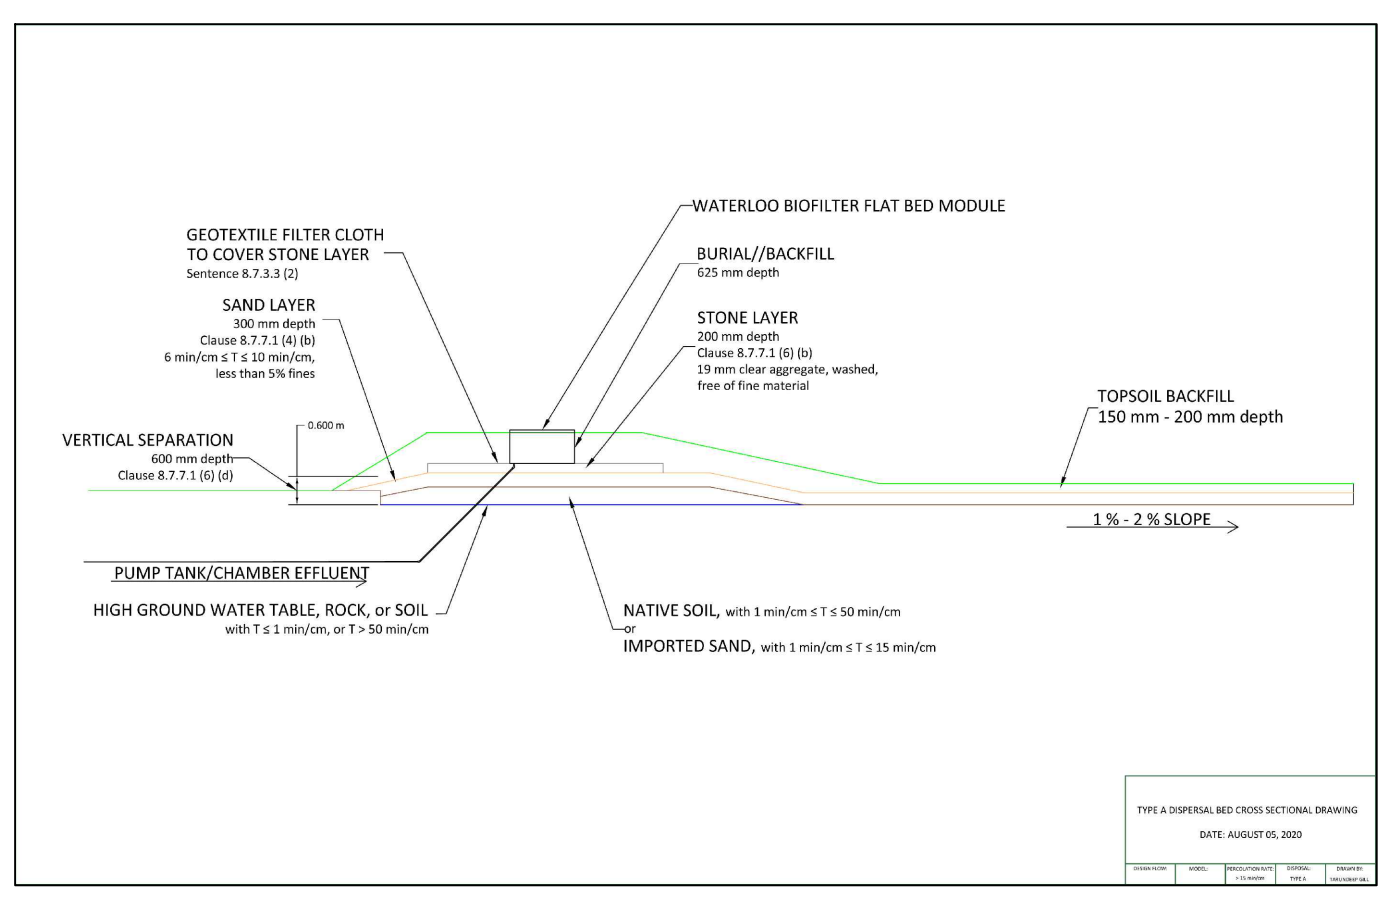 WATERLOO BIOFILTER FLAT BED MODULE
GEOTEXTILE FILTER CLOTH
TO COVER STONE LAYER
Sentence 8.7.3.3 (2)
BURIAL//BACKFILL
625 mm depth
SAND LAYER
300 mm depth
Clause 8.7.7.1 (4) (b)
6 min/cm ≤ T ≤ 10 min/cm,
less than 5% fines
STONE LAYER
200 mm depth
Clause 8.7.7.1 (6) (b)
19 mm clear aggregate, washed,
free of fine material
TOPSOIL BACKFILL
150 mm - 200 mm depth
0.600 m
VERTICAL SEPARATION
600 mm depth
Clause 8.7.7.1 (6) (d)
1 % - 2 % SLOPE
PUMP TANK/CHAMBER EFFLUENT
HIGH GROUND WATER TABLE, ROCK, or SOIL
with T ≤ 1 min/cm, or T > 50 min/cm
NATIVE SOIL, with 1 min/cm ≤ T ≤ 50 min/cm
or
IMPORTED SAND, with 1 min/cm ≤ T ≤ 15 min/cm
TYPE A DISPERSAL BED CROSS SECTIONAL DRAWING
DATE: AUGUST 05, 2020
DESIGN FLOW:
MODEL:
PERCOLATION RATE:
> 15 min/cm
DISPOSAL:
TYPE A
DRAWN BY:
TARUNDEEP GILL